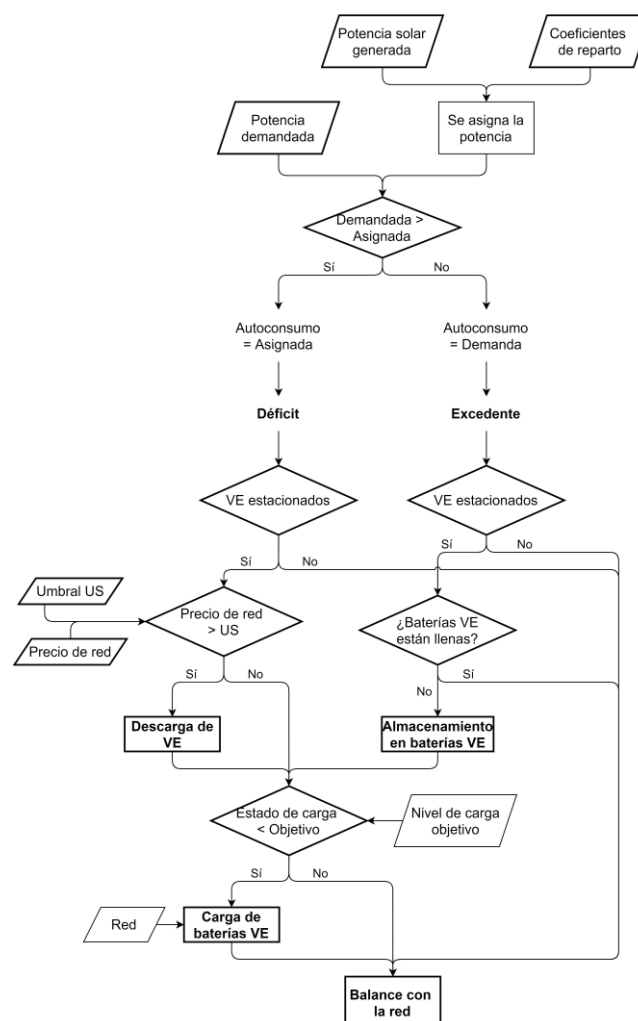 Potencia solar
generada
Coeficientes
de reparto
Potencia
demandada
Se asigna la
potencia
Demandada >
Asignada
Sí
No
Autoconsumo
= Asignada
Autoconsumo
= Demanda
Déficit
Excedente
VE estacionados
VE estacionados
Sí
No
Sí
No
Umbral US
Precio de red
Precio de red
> US
¿Baterías VE
están llenas?
Sí
No
No
Sí
Descarga de
VE
Almacenamiento
en baterías VE
Estado de carga
< Objetivo
Nivel de carga
objetivo
Sí
No
Red
Carga de
baterías VE
Balance con
la red